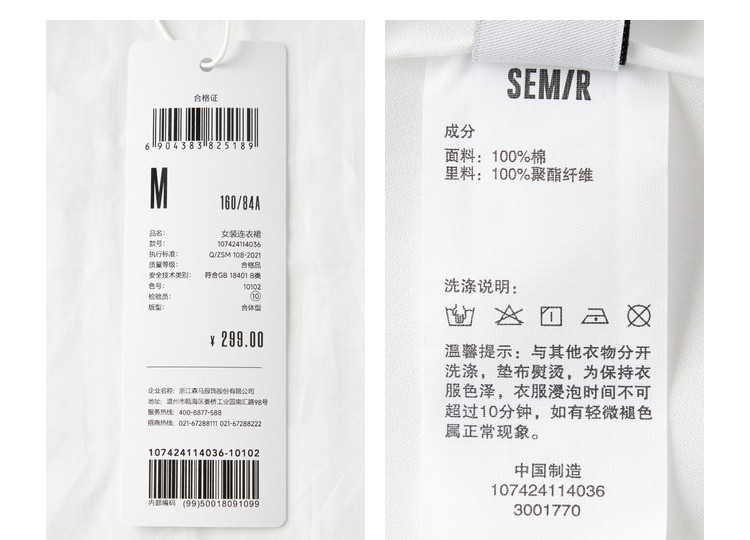 合格证
6 904383 825189
M
160/84A
品名： 女装连衣裙
款号： 107424114036
执行标准： Q/ZSM 108-2021
质量等级： 合格品
安全技术类别： 符合GB 18401 B类
色号： 10102
检验员： 10
版型： 合体型
¥ 299.00
企业名称：浙江森马服饰股份有限公司
地址：温州市瓯海区娄桥工业园南汇路98号
服务热线：400-8877-588
招商热线：021-67288111 021-67288222
107424114036-10102
内部编码 (99)50018091099
SEM/R
成分
面料：100%棉
里料：100%聚酯纤维
洗涤说明：
温馨提示：与其他衣物分开
洗涤，垫布熨烫，为保持衣
服色泽，衣服浸泡时间不可
超过10分钟，如有轻微褪色
属正常现象。
中国制造
107424114036
3001770